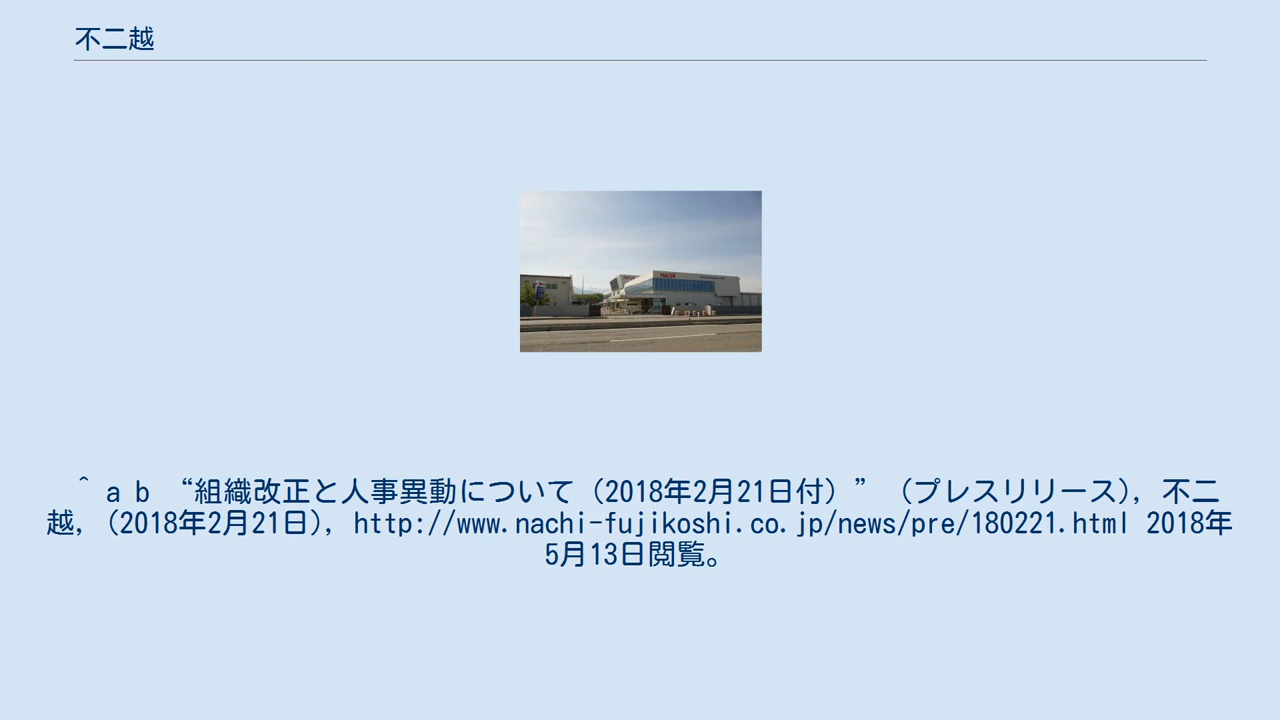 不二越
NACHI
^ a b “組織改正と人事異動について（2018年2月21日付）” （プレスリリース）, 不二
越, （2018年2月21日）, http://www.nachi-fujikoshi.co.jp/news/pre/180221.html 2018年
5月13日閲覧。